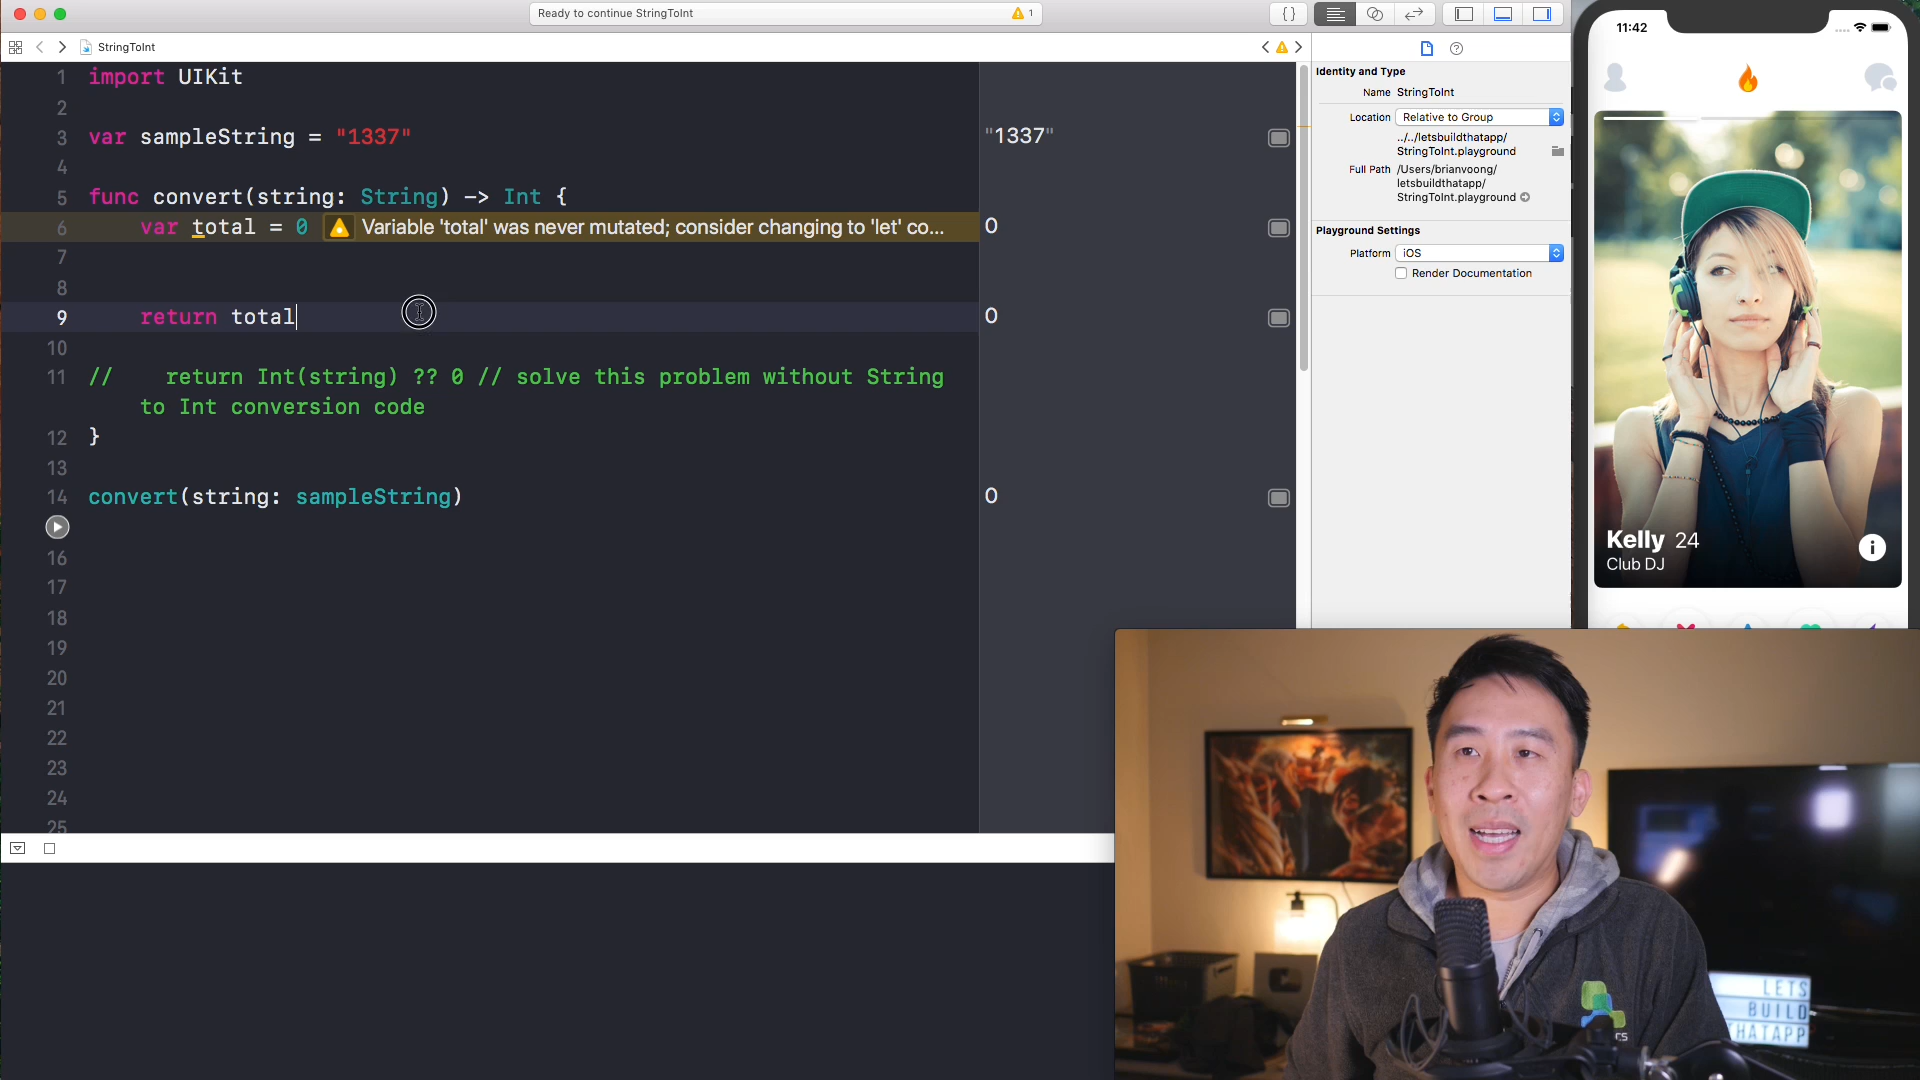 Ready to continue StringToInt
1
StringToInt
1 import UIKit
2
3 var sampleString = "1337"
4
5 func convert(string: String) -> Int {
6 var total = 0 Variable 'total' was never mutated; consider changing to 'let' co...
7
8
9 return total
10
11 // return Int(string) ?? 0 // solve this problem without String
to Int conversion code
12 }
13
14 convert(string: sampleString)
16
17
18
19
20
21
22
23
24
25
"1337"
0
0
0
Identity and Type
Name StringToInt
Location Relative to Group
../../letsbuildthatapp/
StringToInt.playground
Full Path /Users/brianvoong/
letsbuildthatapp/
StringToInt.playground
Playground Settings
Platform iOS
Render Documentation
11:42
Kelly 24
Club DJ
LETS
BUILD
THATAPP